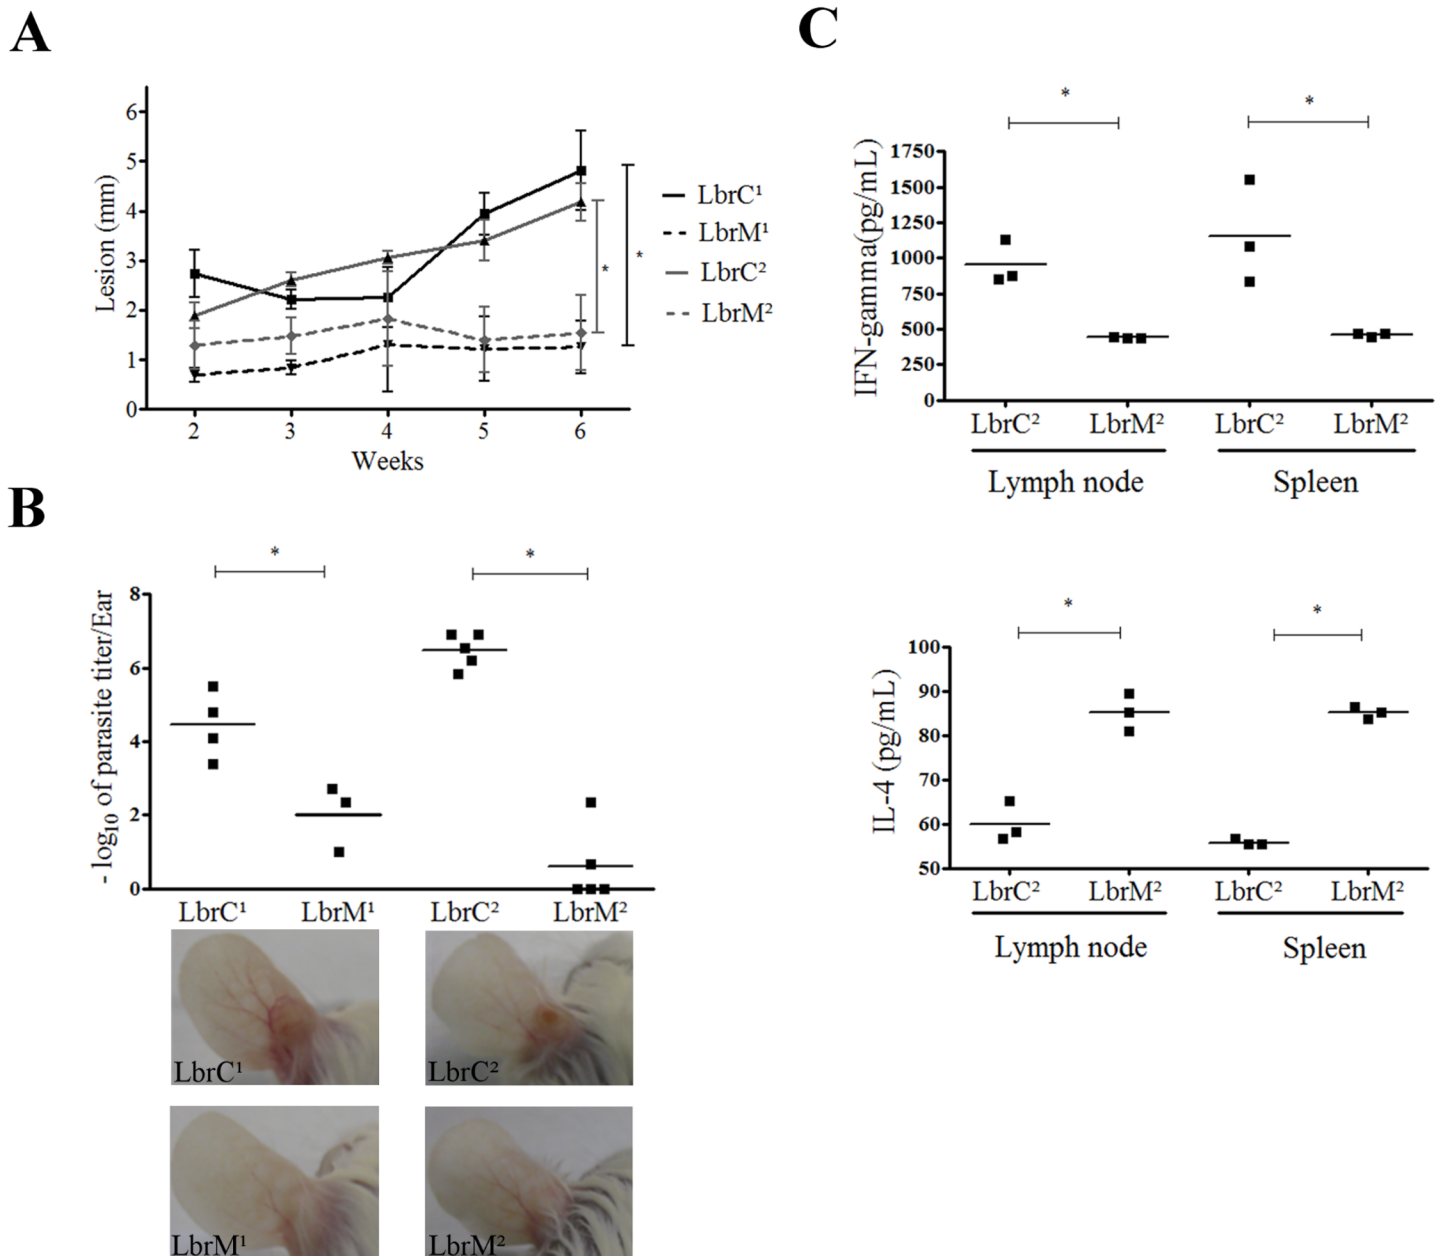 A
6
5
4
3
2
1
0
Lesion (mm)
2 3 4 5 6
Weeks
*
*
LbrC¹
LbrM¹
LbrC²
LbrM²
B
* *
8
6
4
2
0
- log₁₀ of parasite titer/Ear
LbrC¹ LbrM¹ LbrC² LbrM²
LbrC¹ LbrC²
LbrM¹ LbrM²
C
* *
1750
1500
1250
1000
750
500
250
0
IFN-gamma(pg/mL)
LbrC² LbrM² LbrC² LbrM²
Lymph node Spleen
* *
100
90
80
70
60
50
IL-4 (pg/mL)
LbrC² LbrM² LbrC² LbrM²
Lymph node Spleen